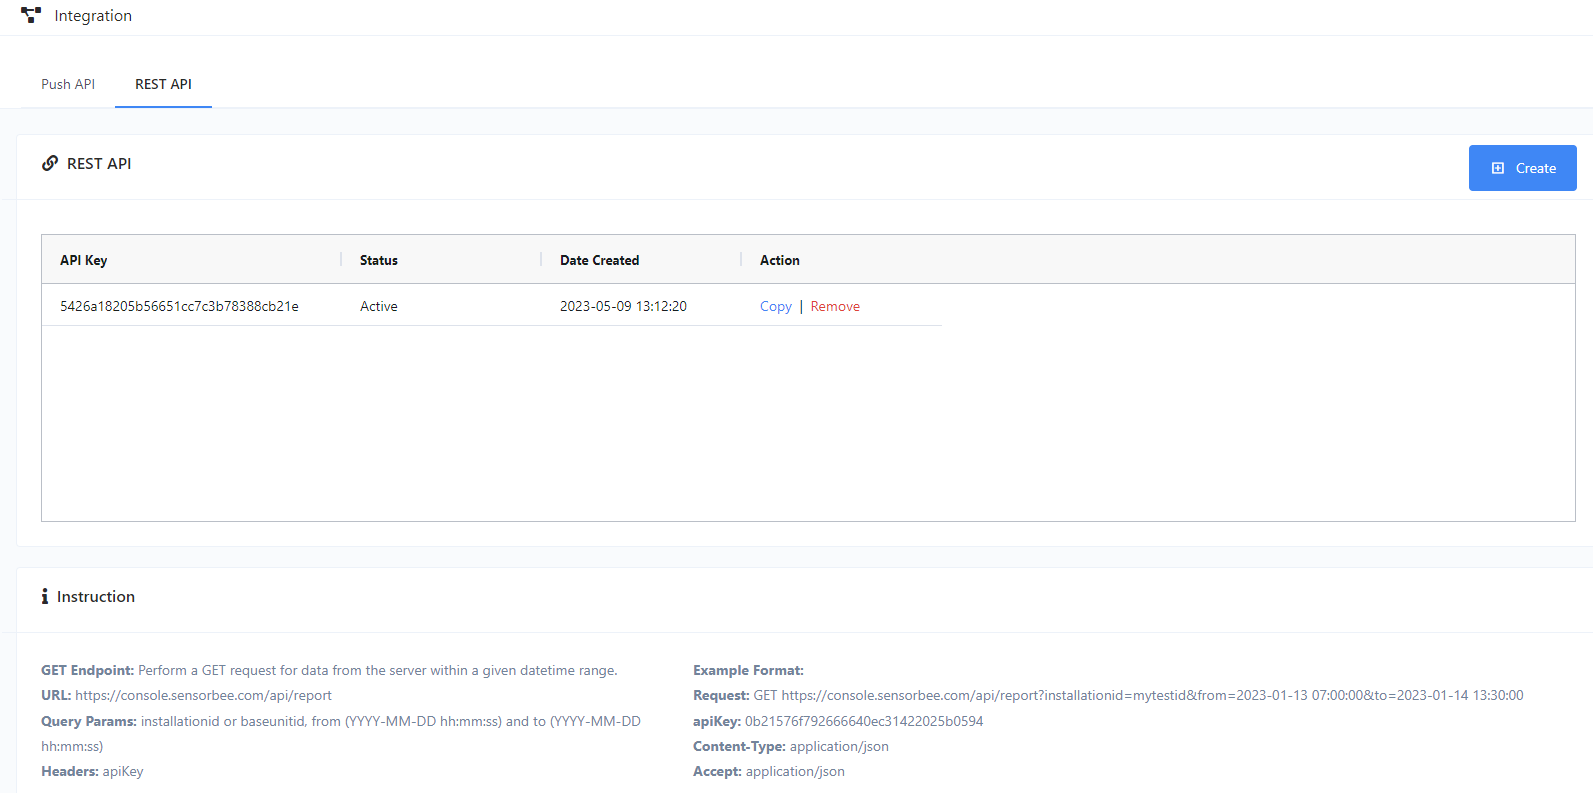 Integration
Push API
REST API
REST API
Create
API Key
Status
Date Created
Action
5426a18205b56651cc7c3b78388cb21e
Active
2023-05-09 13:12:20
Copy | Remove
Instruction
GET Endpoint: Perform a GET request for data from the server within a given datetime range.
URL: https://console.sensorbee.com/api/report
Query Params: installationid or baseunitid, from (YYYY-MM-DD hh:mm:ss) and to (YYYY-MM-DD
hh:mm:ss)
Headers: apiKey
Example Format:
Request: GET https://console.sensorbee.com/api/report?installationid=mytestid&from=2023-01-13 07:00:00&to=2023-01-14 13:30:00
apiKey: 0b21576f792666640ec31422025b0594
Content-Type: application/json
Accept: application/json